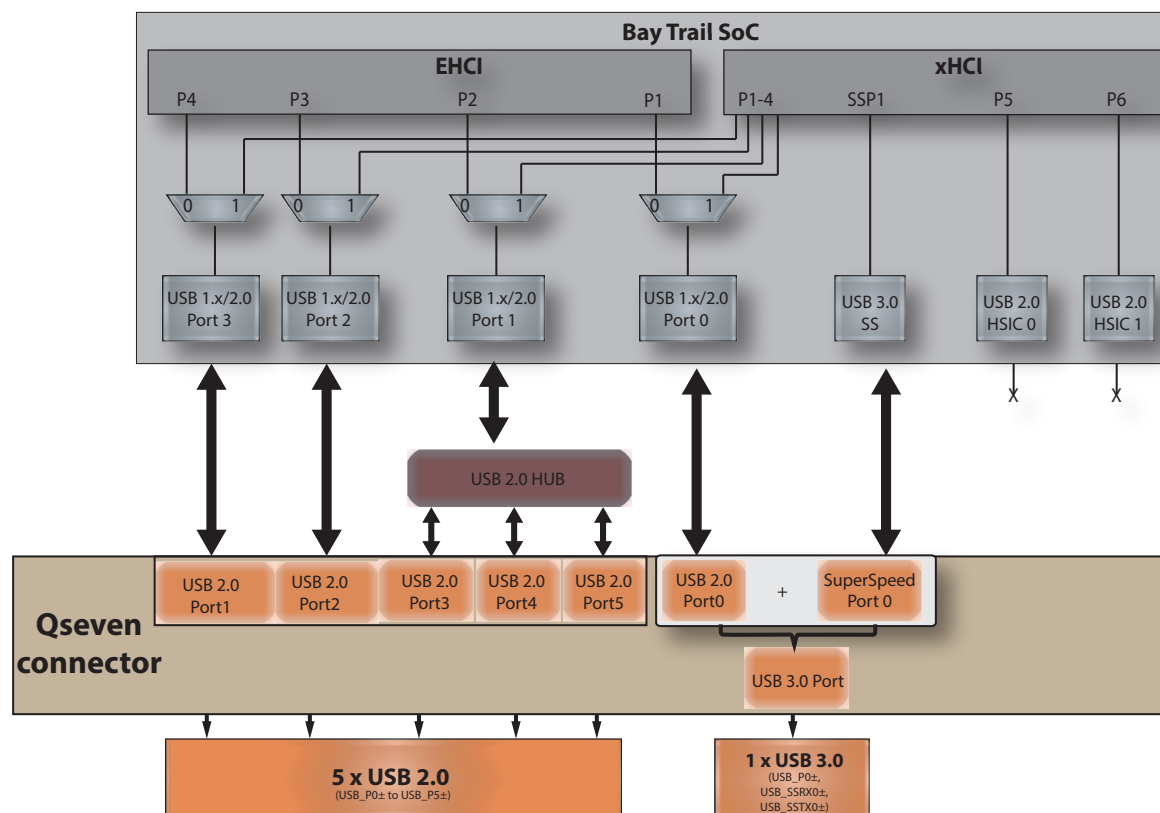 Bay Trail SoC
EHCI
xHCI
P4
P3
P2
P1
P1-4
SSP1
P5
P6
0
1
0
1
0
1
0
1
USB 1.x/2.0
Port 3
USB 1.x/2.0
Port 2
USB 1.x/2.0
Port 1
USB 1.x/2.0
Port 0
USB 3.0
SS
USB 2.0
HSIC 0
USB 2.0
HSIC 1
X
X
USB 2.0 HUB
USB 2.0
Port1
USB 2.0
Port2
USB 2.0
Port3
USB 2.0
Port4
USB 2.0
Port5
USB 2.0
Port0
+
SuperSpeed
Port 0
Qseven
connector
USB 3.0 Port
5 x USB 2.0
(USB_P0± to USB_P5±)
1 x USB 3.0
(USB_P0±,
USB_SSRX0±,
USB_SSTX0±)